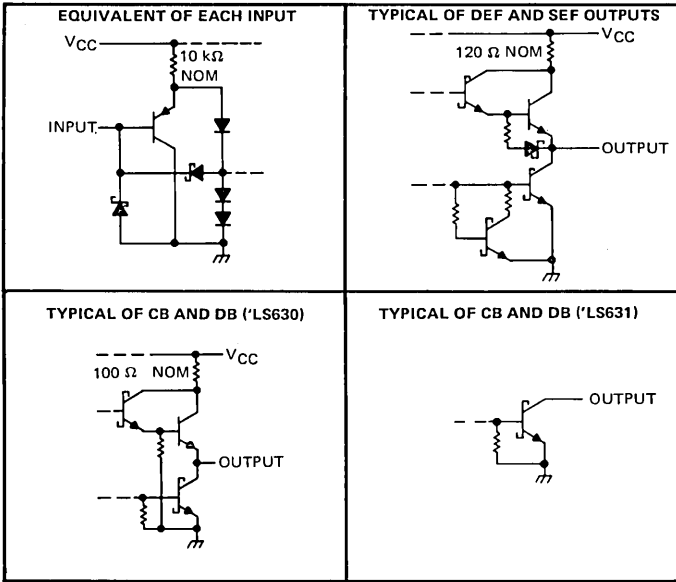 EQUIVALENT OF EACH INPUT
VCC
10 kΩ
NOM
INPUT
TYPICAL OF DEF AND SEF OUTPUTS
VCC
120 Ω NOM
OUTPUT
TYPICAL OF CB AND DB ('LS630)
VCC
100 Ω NOM
OUTPUT
TYPICAL OF CB AND DB ('LS631)
OUTPUT